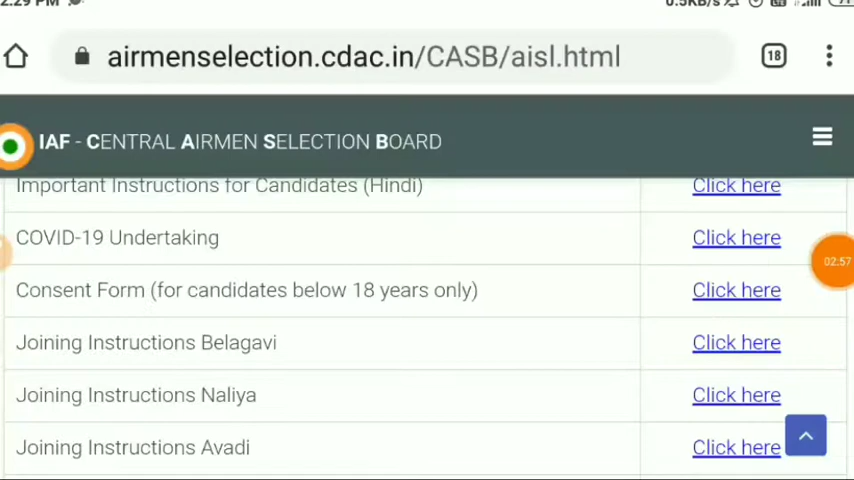 2:29 PM
0.5KB/s
airmenselection.cdac.in/CASB/aisl.html
18
IAF - CENTRAL AIRMEN SELECTION BOARD
Important Instructions for Candidates (Hindi) Click here
COVID-19 Undertaking Click here
02:57
Consent Form (for candidates below 18 years only) Click here
Joining Instructions Belagavi Click here
Joining Instructions Naliya Click here
Joining Instructions Avadi Click here